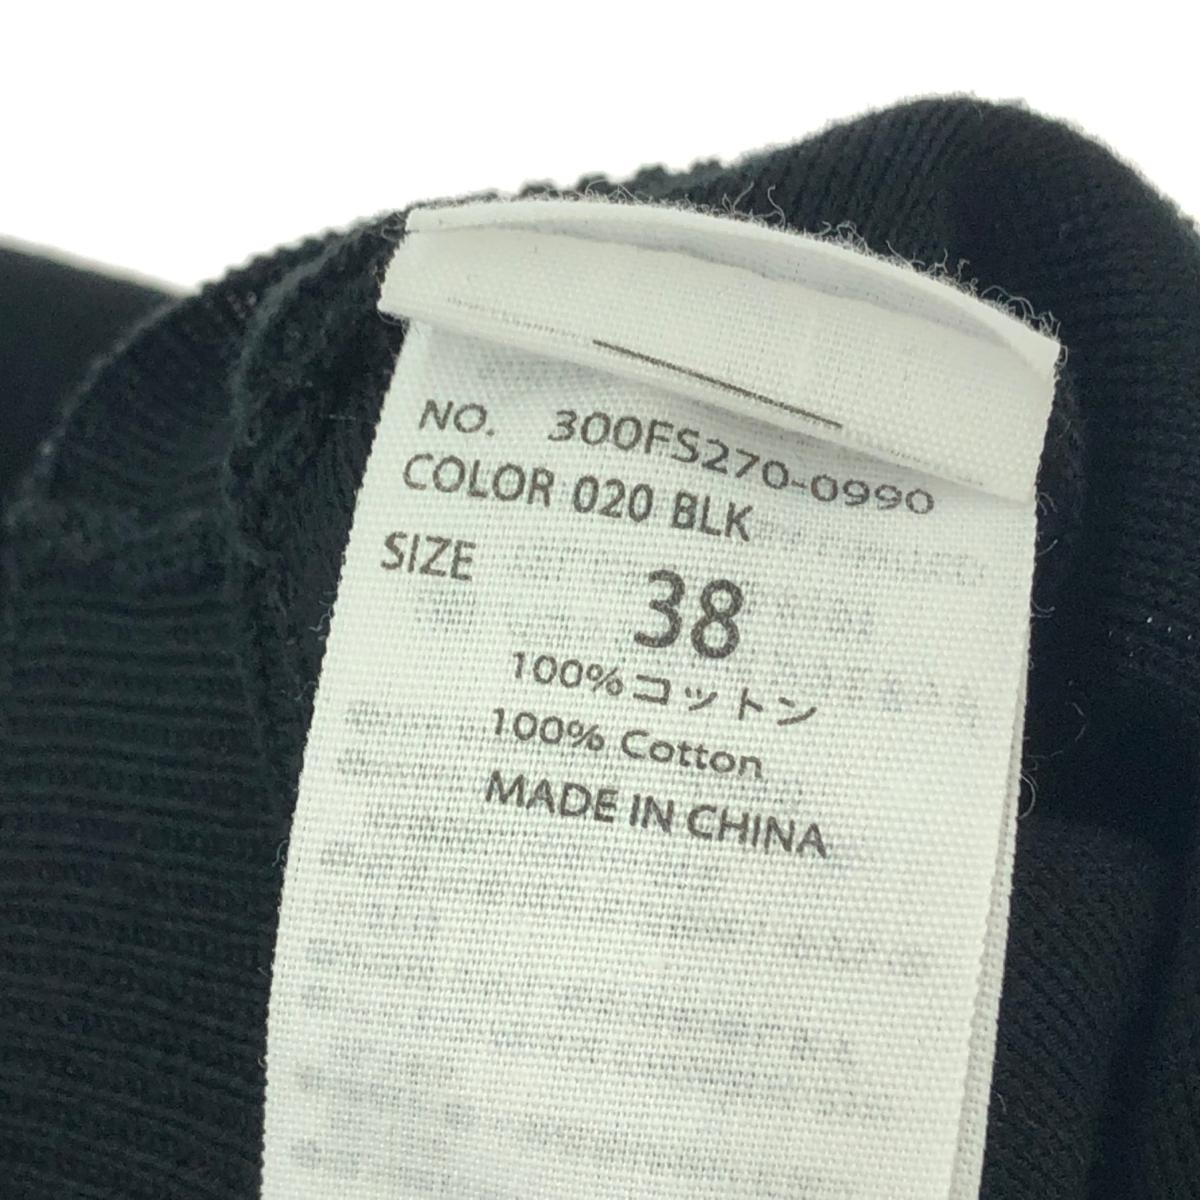 NO. 300FS270-0990
COLOR 020 BLK
SIZE 38
100%コットン
100% Cotton
MADE IN CHINA